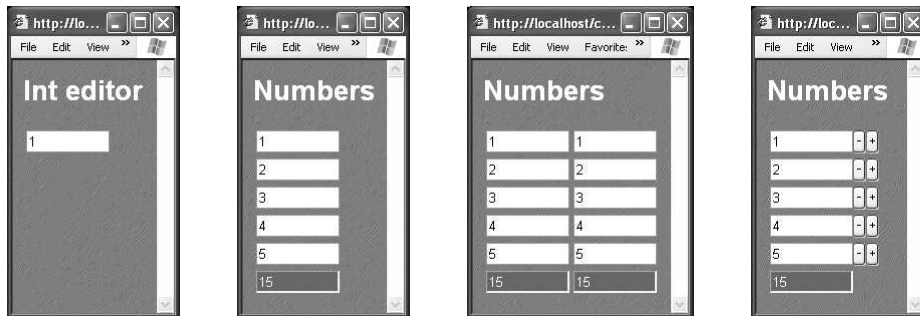 http://lo...
File Edit View »
Int editor
1
http://lo...
File Edit View »
Numbers
1
2
3
4
5
15
http://localhost/c...
File Edit View Favorites »
Numbers
1 1
2 2
3 3
4 4
5 5
15 15
http://loc...
File Edit View »
Numbers
1 - +
2 - +
3 - +
4 - +
5 - +
15